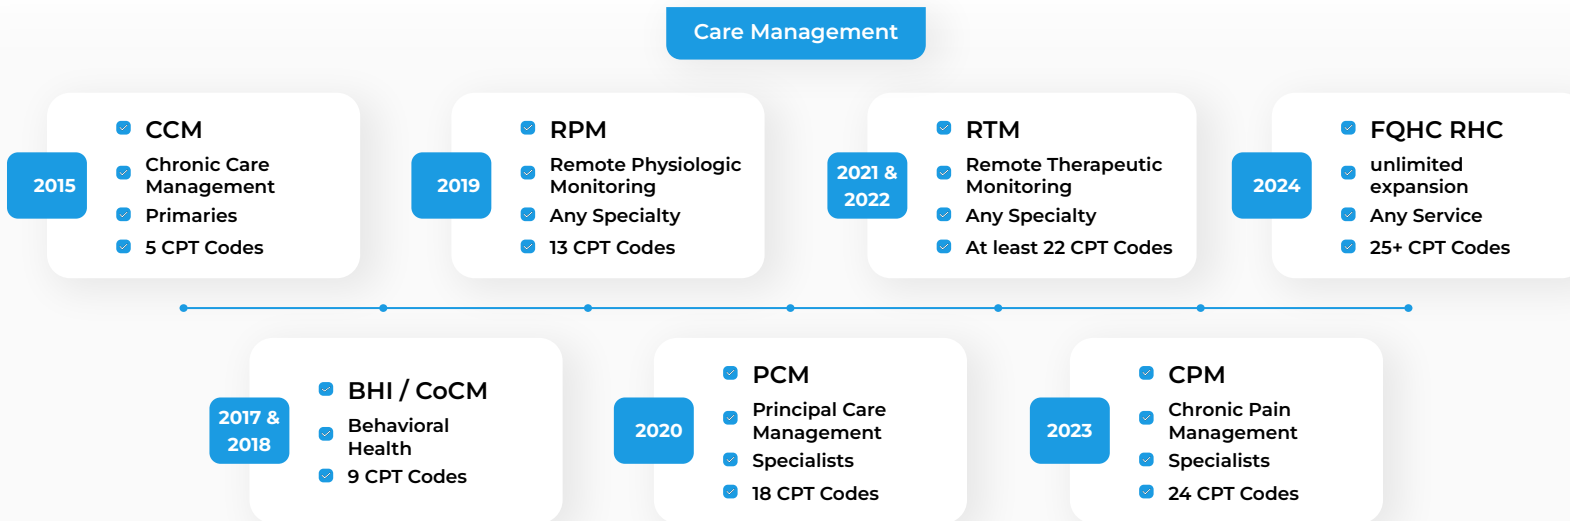 Care Management
2015
CCM
Chronic Care
Management
Primaries
5 CPT Codes
2019
RPM
Remote Physiologic
Monitoring
Any Specialty
13 CPT Codes
2021 &
2022
RTM
Remote Therapeutic
Monitoring
Any Specialty
At least 22 CPT Codes
2024
FQHC RHC
unlimited
expansion
Any Service
25+ CPT Codes
2017 &
2018
BHI / CoCM
Behavioral
Health
9 CPT Codes
2020
PCM
Principal Care
Management
Specialists
18 CPT Codes
2023
CPM
Chronic Pain
Management
Specialists
24 CPT Codes